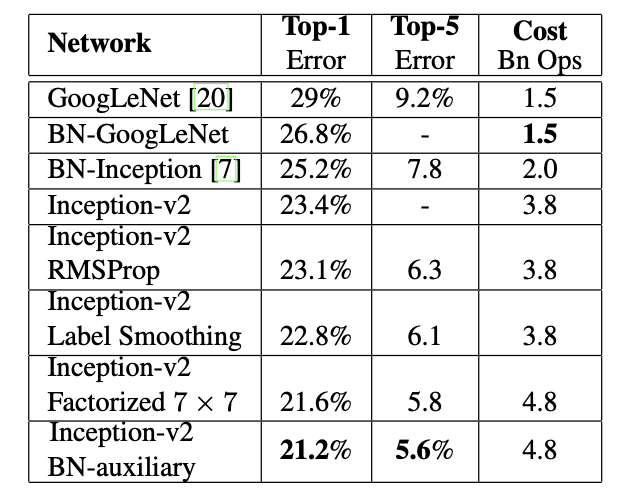 Network Top-1 Error Top-5 Error Cost Bn Ops
GoogLeNet [20] 29% 9.2% 1.5
BN-GoogLeNet 26.8% - 1.5
BN-Inception [7] 25.2% 7.8 2.0
Inception-v2 23.4% - 3.8
Inception-v2
RMSProp 23.1% 6.3 3.8
Inception-v2
Label Smoothing 22.8% 6.1 3.8
Inception-v2
Factorized 7 × 7 21.6% 5.8 4.8
Inception-v2
BN-auxiliary 21.2% 5.6% 4.8